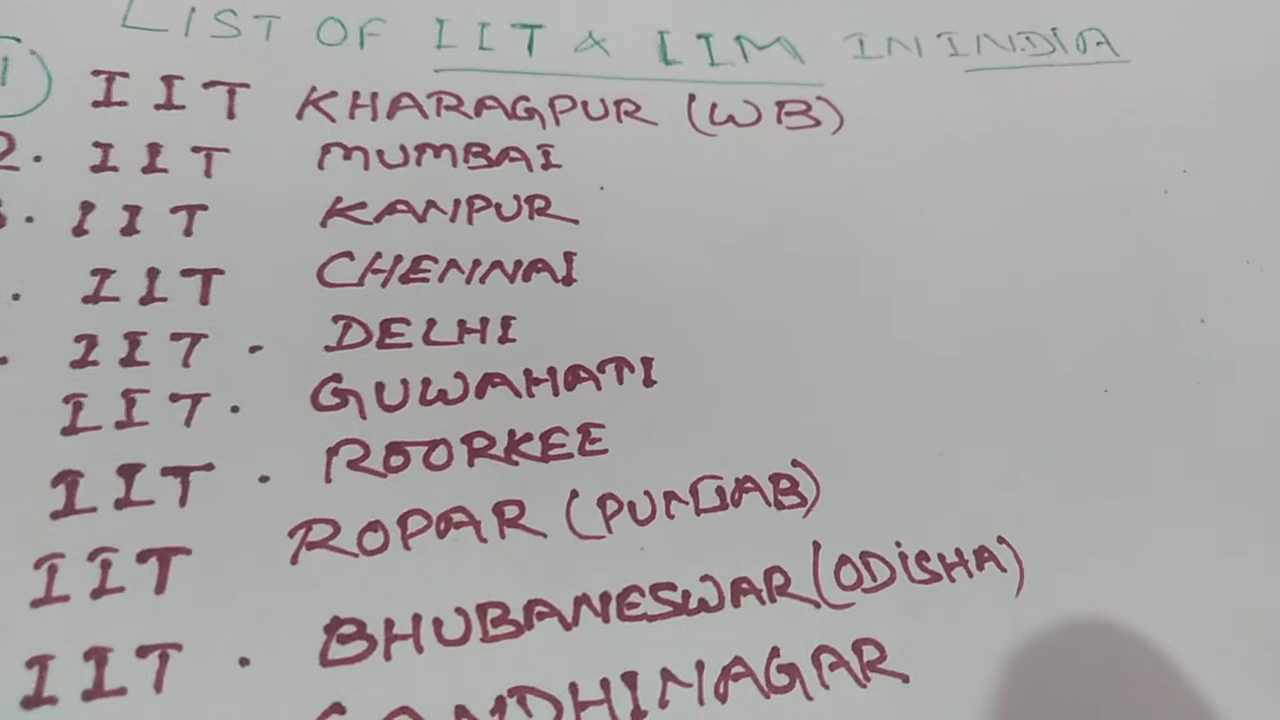 LIST OF IIT & IIM IN INDIA
1 IIT KHARAGPUR (WB)
2. IIT MUMBAI
. IIT KANPUR
. IIT CHENNAI
. IIT . DELHI
IIT . GUWAHATI
IIT . ROORKEE
IIT ROPAR (PUNJAB)
IIT . BHUBANESWAR (ODiSHA)
GANDHINAGAR